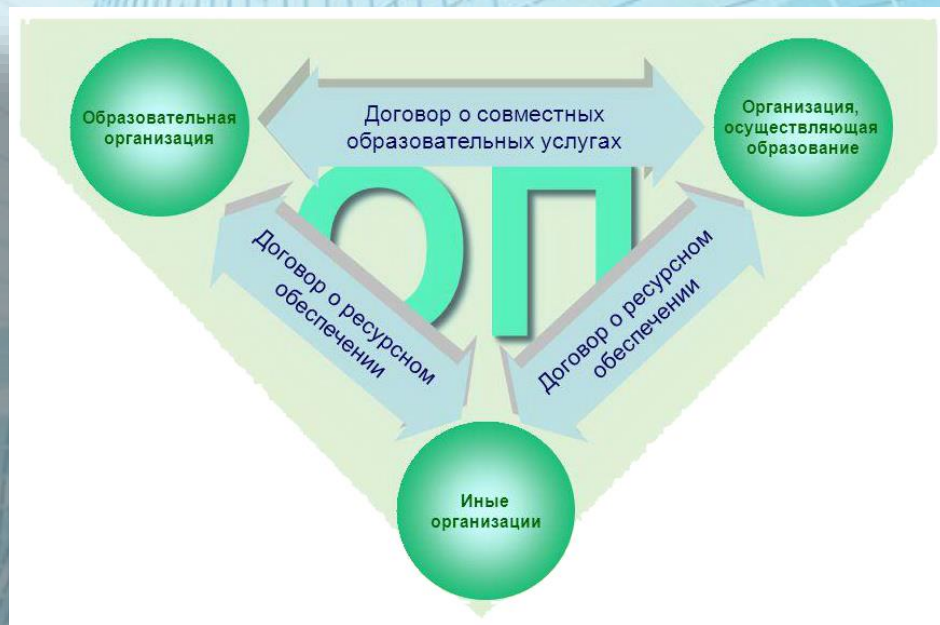 Образовательная
организация
Договор о совместных
образовательных услугах
Организация,
осуществляющая
образование
ОП
Договор о ресурсном
обеспечении
Договор о ресурсном
обеспечении
Иные
организации